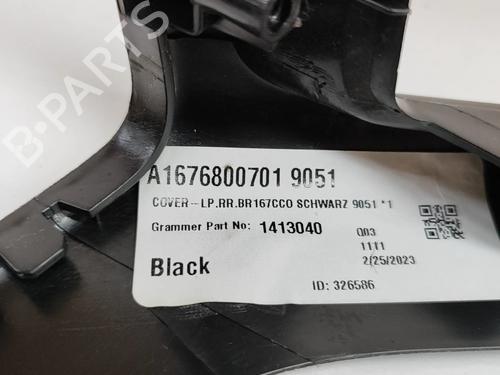 B-PARTS
A1676800701 9051
COVER--LP.RR.BR167CCO SCHWARZ 9051 *1
Grammer Part No: 1413040
Q03
1111
Black
2/25/2023
ID: 326586